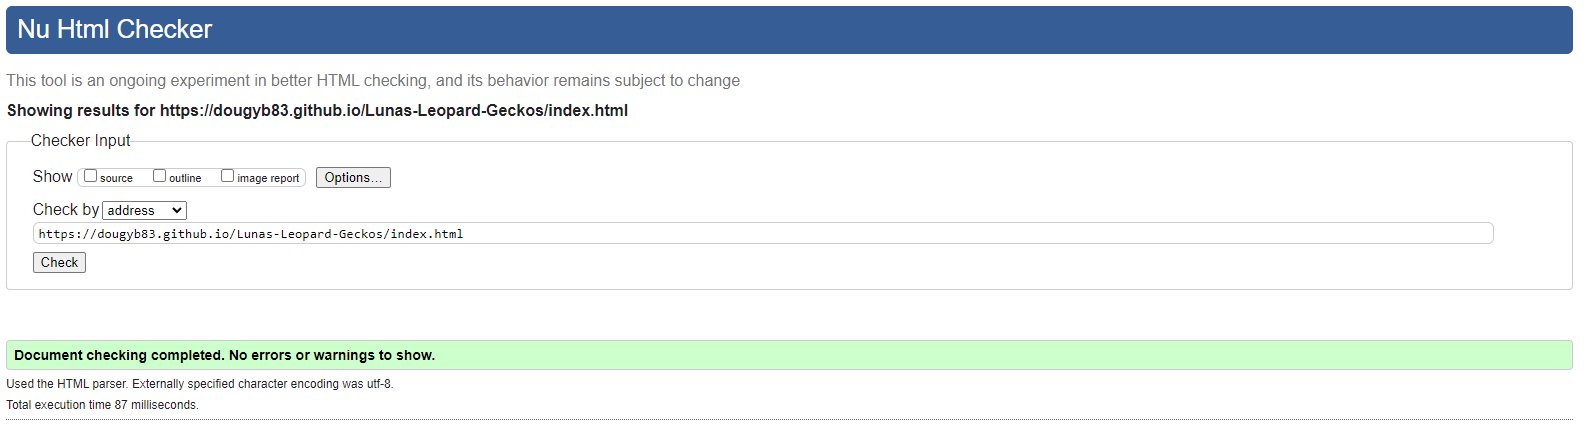 Nu Html Checker
This tool is an ongoing experiment in better HTML checking, and its behavior remains subject to change
Showing results for https://dougyb83.github.io/Lunas-Leopard-Geckos/index.html
Checker Input
Show source outline image report Options...
Check by address
https://dougyb83.github.io/Lunas-Leopard-Geckos/index.html
Check
Document checking completed. No errors or warnings to show.
Used the HTML parser. Externally specified character encoding was utf-8.
Total execution time 87 milliseconds.